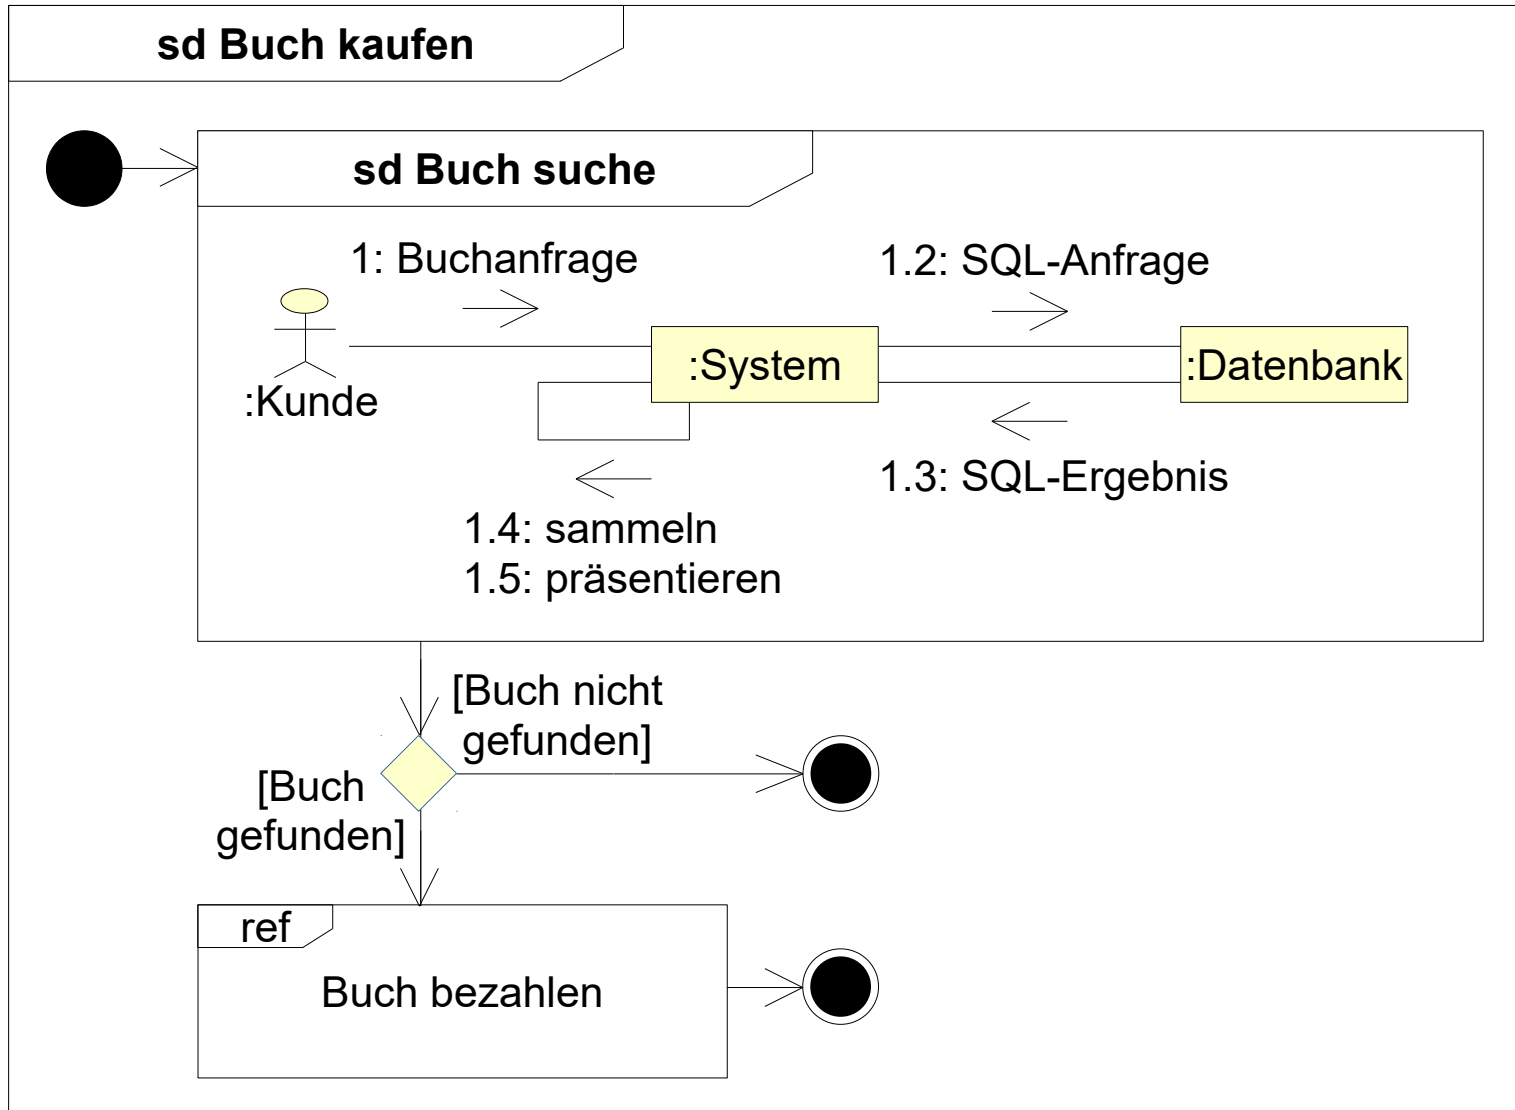 sd Buch kaufen
sd Buch suche
1: Buchanfrage
1.2: SQL-Anfrage
:System
:Datenbank
:Kunde
1.3: SQL-Ergebnis
1.4: sammeln
1.5: präsentieren
[Buch nicht
gefunden]
[Buch
gefunden]
ref
Buch bezahlen